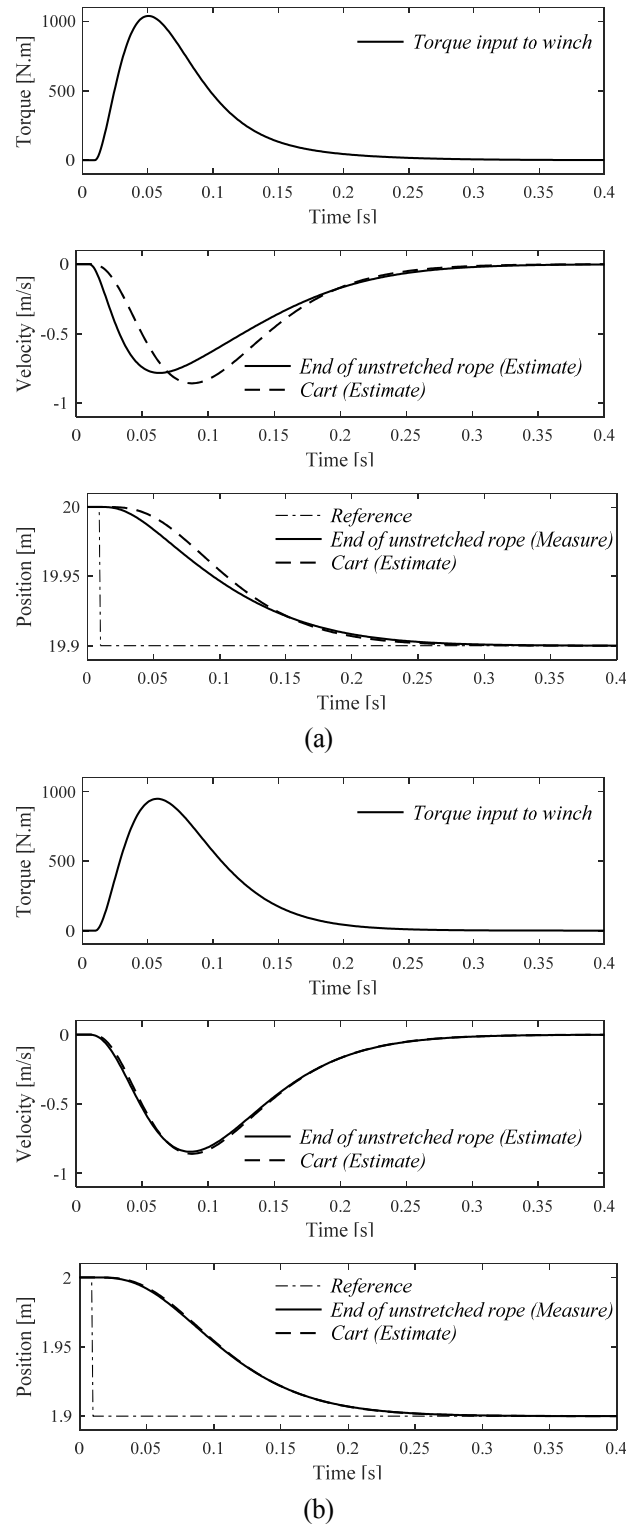 1000
500
0
Torque [N.m]
Torque input to winch
0 0.05 0.1 0.15 0.2 0.25 0.3 0.35 0.4
Time [s]
0
-0.5
-1
Velocity [m/s]
End of unstretched rope (Estimate)
Cart (Estimate)
0 0.05 0.1 0.15 0.2 0.25 0.3 0.35 0.4
Time [s]
20
19.95
19.9
Position [m]
Reference
End of unstretched rope (Measure)
Cart (Estimate)
0 0.05 0.1 0.15 0.2 0.25 0.3 0.35 0.4
Time [s]
(a)
1000
500
0
Torque [N.m]
Torque input to winch
0 0.05 0.1 0.15 0.2 0.25 0.3 0.35 0.4
Time [s]
0
-0.5
-1
Velocity [m/s]
End of unstretched rope (Estimate)
Cart (Estimate)
0 0.05 0.1 0.15 0.2 0.25 0.3 0.35 0.4
Time [s]
2
1.95
1.9
Position [m]
Reference
End of unstretched rope (Measure)
Cart (Estimate)
0 0.05 0.1 0.15 0.2 0.25 0.3 0.35 0.4
Time [s]
(b)